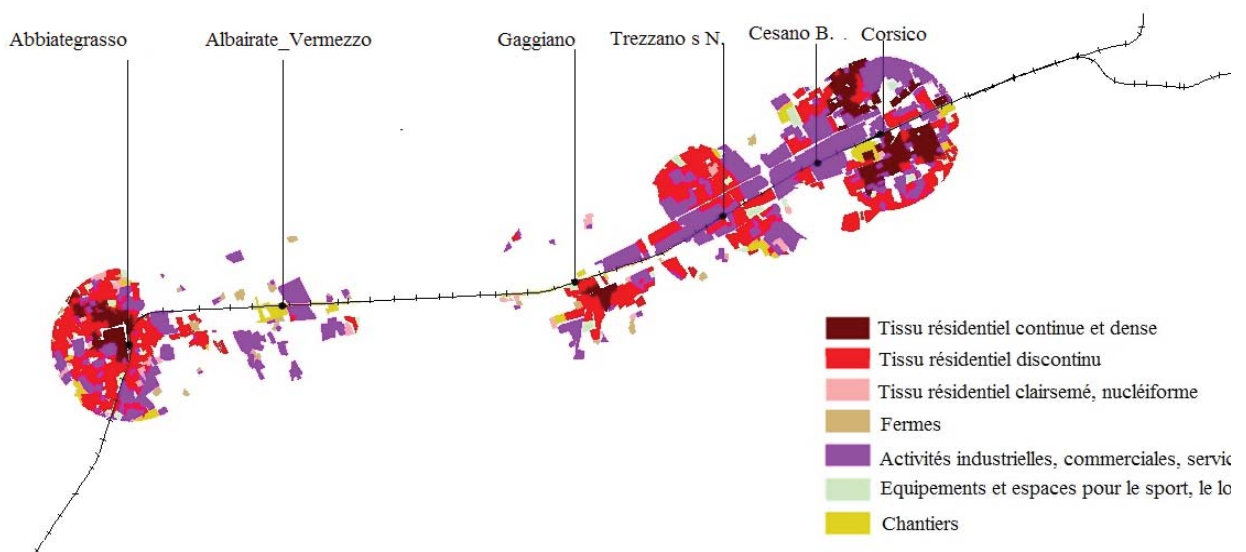 Abbiategrasso
Albairate_Vermezzo
Gaggiano
Trezzano s N.
Cesano B.
Corsico
Tissu résidentiel continue et dense
Tissu résidentiel discontinu
Tissu résidentiel clairsemé, nucléiforme
Fermes
Activités industrielles, commerciales, servic
Equipements et espaces pour le sport, le lo
Chantiers